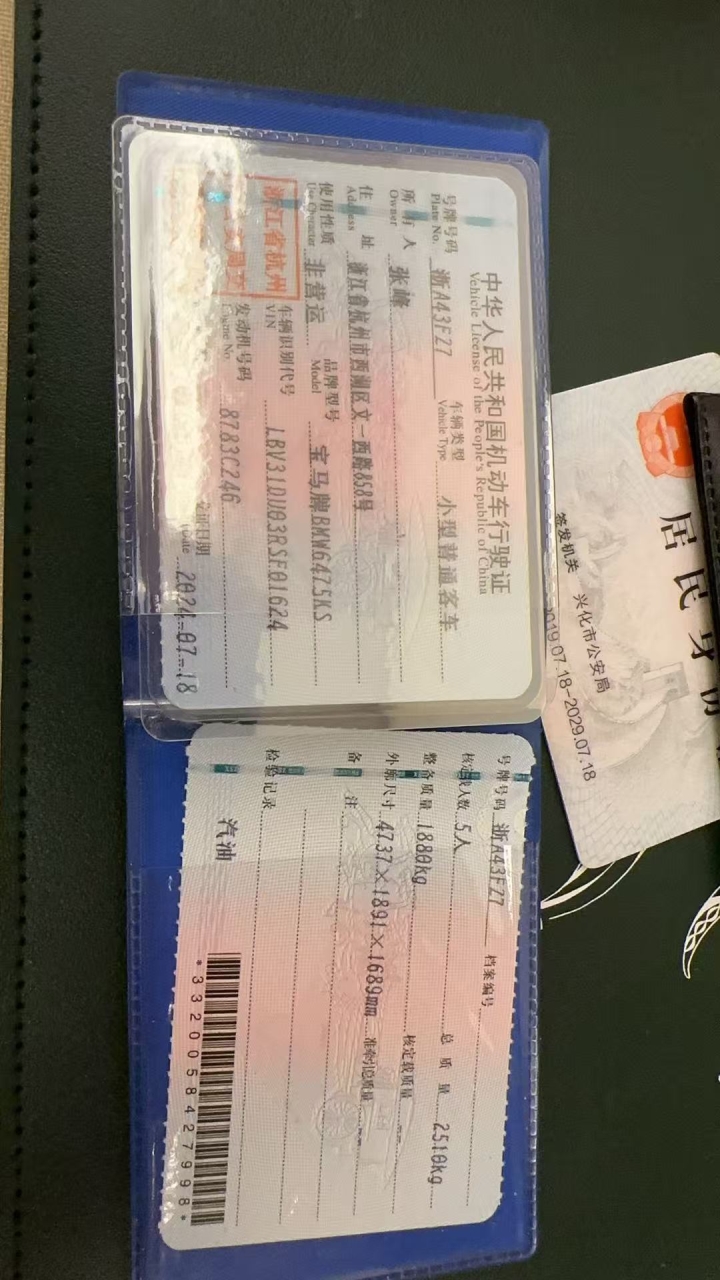 中华人民共和国机动车行驶证
Vehicle License of the People's Republic of China
号牌号码 浙A43FZ7 车辆类型 小型普通客车
Plate No. Vehicle Type
所有人 张峰
Owner
住址 浙江省杭州市西湖区文一西路858号
Address
使用性质 非营运 品牌型号 宝马牌BMW6475KS
Use Character Model
浙江省杭州 车辆识别代号 LBV31DU03RSF01624
VIN
发动机号码 8783C246
发证日期 2024-07-18
号牌号码 浙A43FZ7 档案编号
核定载人数 5人 总质量 2510kg
整备质量 1880kg 核定载质量
外廓尺寸 4737×1891×1689mm 准牵引总质量
备注
检验记录
汽油
*3320058427998*
居民身份
签发机关 兴化市公安局
2019.07.18-2029.07.18